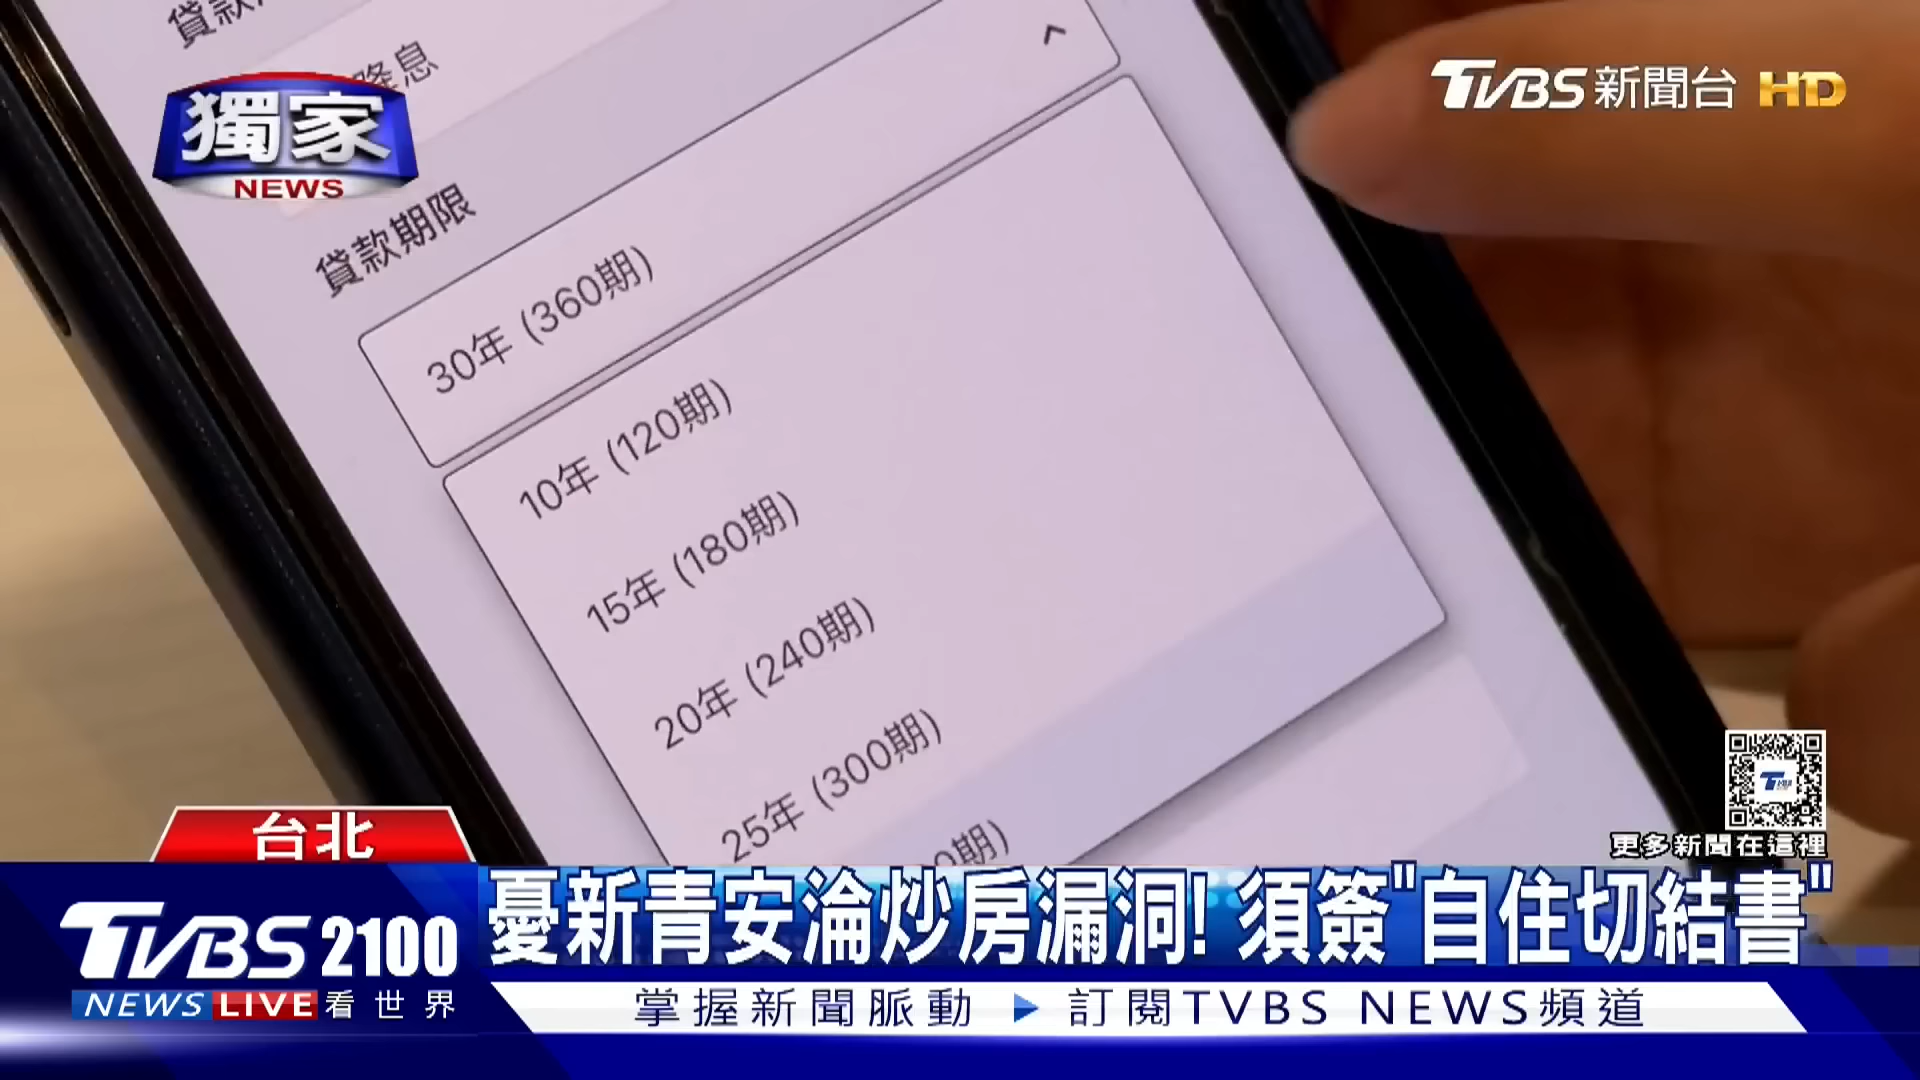 貸款
降息
獨家
NEWS
TVBS新聞台 HD
貸款期限
30年 (360期)
10年 (120期)
15年 (180期)
20年 (240期)
25年 (300期)
0期)
更多新聞在這裡
台北
憂新青安淪炒房漏洞! 須簽"自住切結書"
TVBS 2100
NEWS LIVE 看世界
掌握新聞脈動 ▶ 訂閱TVBS NEWS頻道